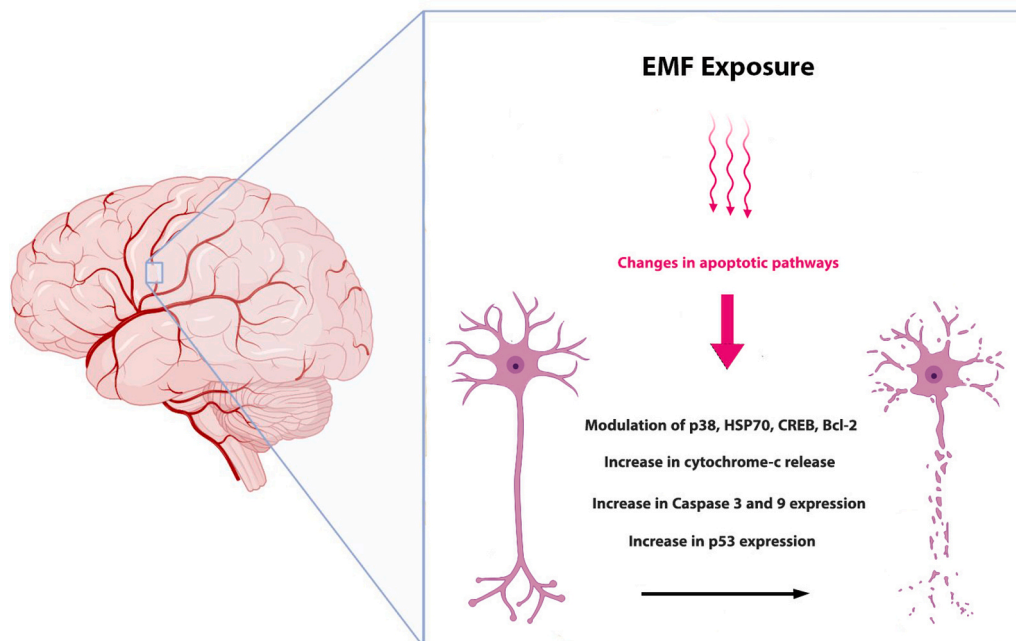 EMF Exposure
Changes in apoptotic pathways
Modulation of p38, HSP70, CREB, Bcl-2
Increase in cytochrome-c release
Increase in Caspase 3 and 9 expression
Increase in p53 expression